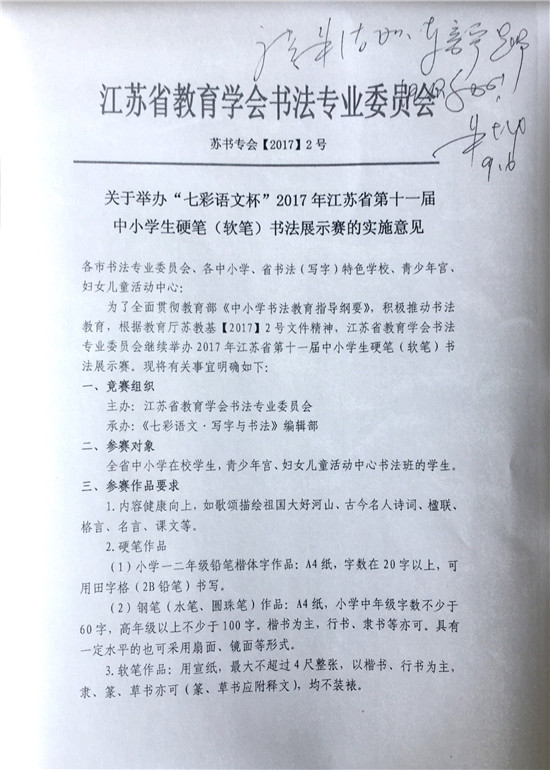 江苏省教育学会书法专业委员会
苏书专会【2017】2号
关于举办“七彩语文杯”2017年江苏省第十一届
中小学生硬笔（软笔）书法展示赛的实施意见
各市书法专业委员会、各中小学、省书法（写字）特色学校、青少年宫、
妇女儿童活动中心：
为了全面贯彻教育部《中小学书法教育指导纲要》，积极推动书法
教育，根据教育厅苏教基【2017】2号文件精神，江苏省教育学会书法
专业委员会继续举办2017年江苏省第十一届中小学生硬笔（软笔）书
法展示赛。现将有关事宜明确如下：
一、竞赛组织
主办：江苏省教育学会书法专业委员会
承办：《七彩语文·写字与书法》编辑部
二、参赛对象
全省中小学在校学生，青少年宫、妇女儿童活动中心书法班的学生。
三、参赛作品要求
1.内容健康向上，如歌颂描绘祖国大好河山、古今名人诗词、楹联、
格言、名言、课文等。
2.硬笔作品
（1）小学一二年级铅笔楷体字作品：A4纸，字数在20字以上，可
用田字格（2B铅笔）书写。
（2）钢笔（水笔、圆珠笔）作品：A4纸，小学中年级字数不少于
60字，高年级以上不少于100字。楷书为主，行书、隶书等亦可。具有
一定水平的也可采用扇面、镜面等形式。
3.软笔作品：用宣纸，最大不超过4尺整张，以楷书、行书为主，
隶、篆、草书亦可（篆、草书应附释文），均不装裱。